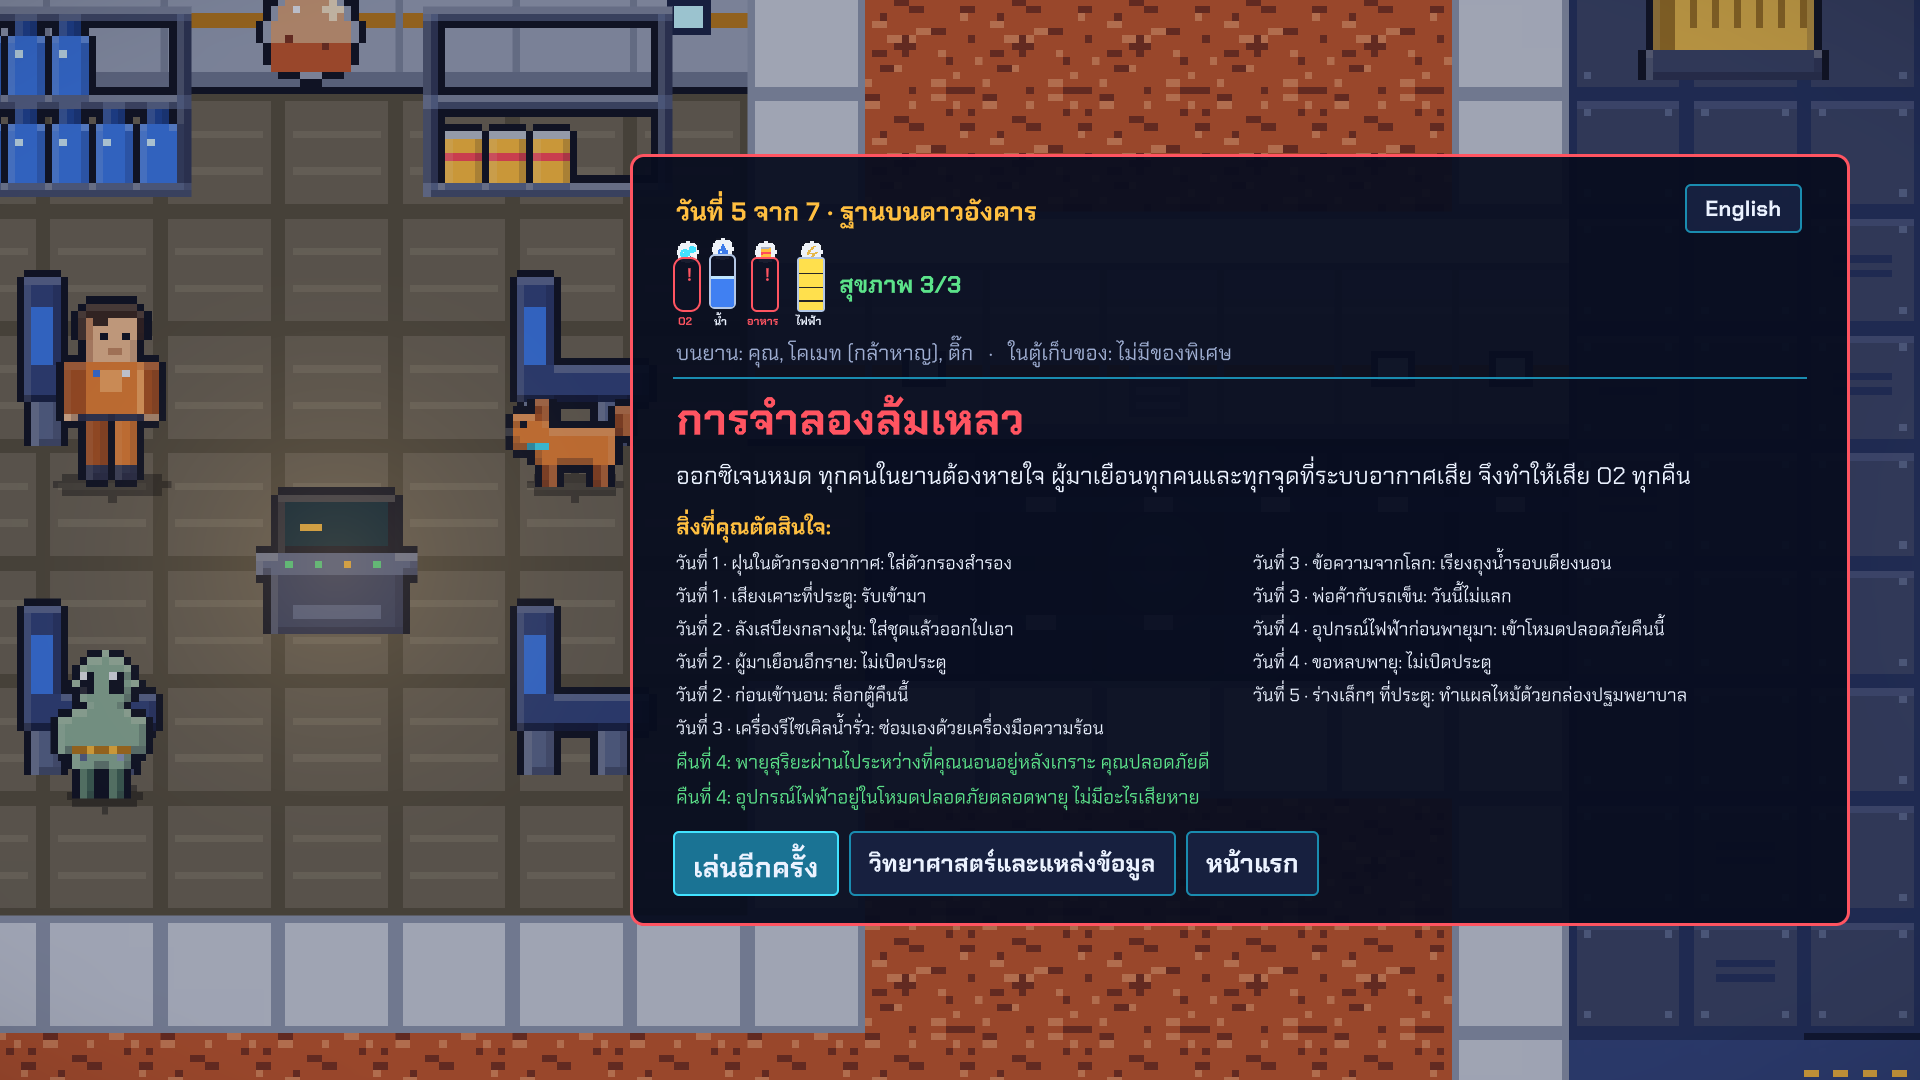 วันที่ 5 จาก 7 · ฐานบนดาวอังคาร
English
! !
O2 น้ำ อาหาร ไฟฟ้า
สุขภาพ 3/3
บนยาน: คุณ, โคเมท (กล้าหาญ), ติ๊ก · ในตู้เก็บของ: ไม่มีของพิเศษ
การจำลองล้มเหลว
ออกซิเจนหมด ทุกคนในยานต้องหายใจ ผู้มาเยือนทุกคนและทุกจุดที่ระบบอากาศเสีย จึงทำให้เสีย O2 ทุกคืน
สิ่งที่คุณตัดสินใจ:
วันที่ 1 · ฝุ่นในตัวกรองอากาศ: ใส่ตัวกรองสำรอง
วันที่ 1 · เสียงเคาะที่ประตู: รับเข้ามา
วันที่ 2 · ลังเสบียงกลางฝุ่น: ใส่ชุดแล้วออกไปเอา
วันที่ 2 · ผู้มาเยือนอีกราย: ไม่เปิดประตู
วันที่ 2 · ก่อนเข้านอน: ล็อกตู้คืนนี้
วันที่ 3 · เครื่องรีไซเคิลน้ำรั่ว: ซ่อมเองด้วยเครื่องมือความร้อน
วันที่ 3 · ข้อความจากโลก: เรียงถุงน้ำรอบเตียงนอน
วันที่ 3 · พ่อค้ากับรถเข็น: วันนี้ไม่แลก
วันที่ 4 · อุปกรณ์ไฟฟ้าก่อนพายุมา: เข้าโหมดปลอดภัยคืนนี้
วันที่ 4 · ขอหลบพายุ: ไม่เปิดประตู
วันที่ 5 · ร่างเล็กๆ ที่ประตู: ทำแผลไหม้ด้วยกล่องปฐมพยาบาล
คืนที่ 4: พายุสุริยะผ่านไประหว่างที่คุณนอนอยู่หลังเกราะ คุณปลอดภัยดี
คืนที่ 4: อุปกรณ์ไฟฟ้าอยู่ในโหมดปลอดภัยตลอดพายุ ไม่มีอะไรเสียหาย
เล่นอีกครั้ง
วิทยาศาสตร์และแหล่งข้อมูล
หน้าแรก